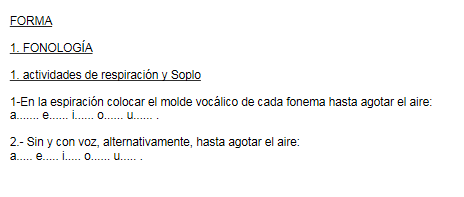 FORMA
1. FONOLOGÍA
1. actividades de respiración y Soplo
1-En la espiración colocar el molde vocálico de cada fonema hasta agotar el aire:
a....... e...... i...... o...... u...... .
2.- Sin y con voz, alternativamente, hasta agotar el aire:
a..... e..... i..... o...... u..... .